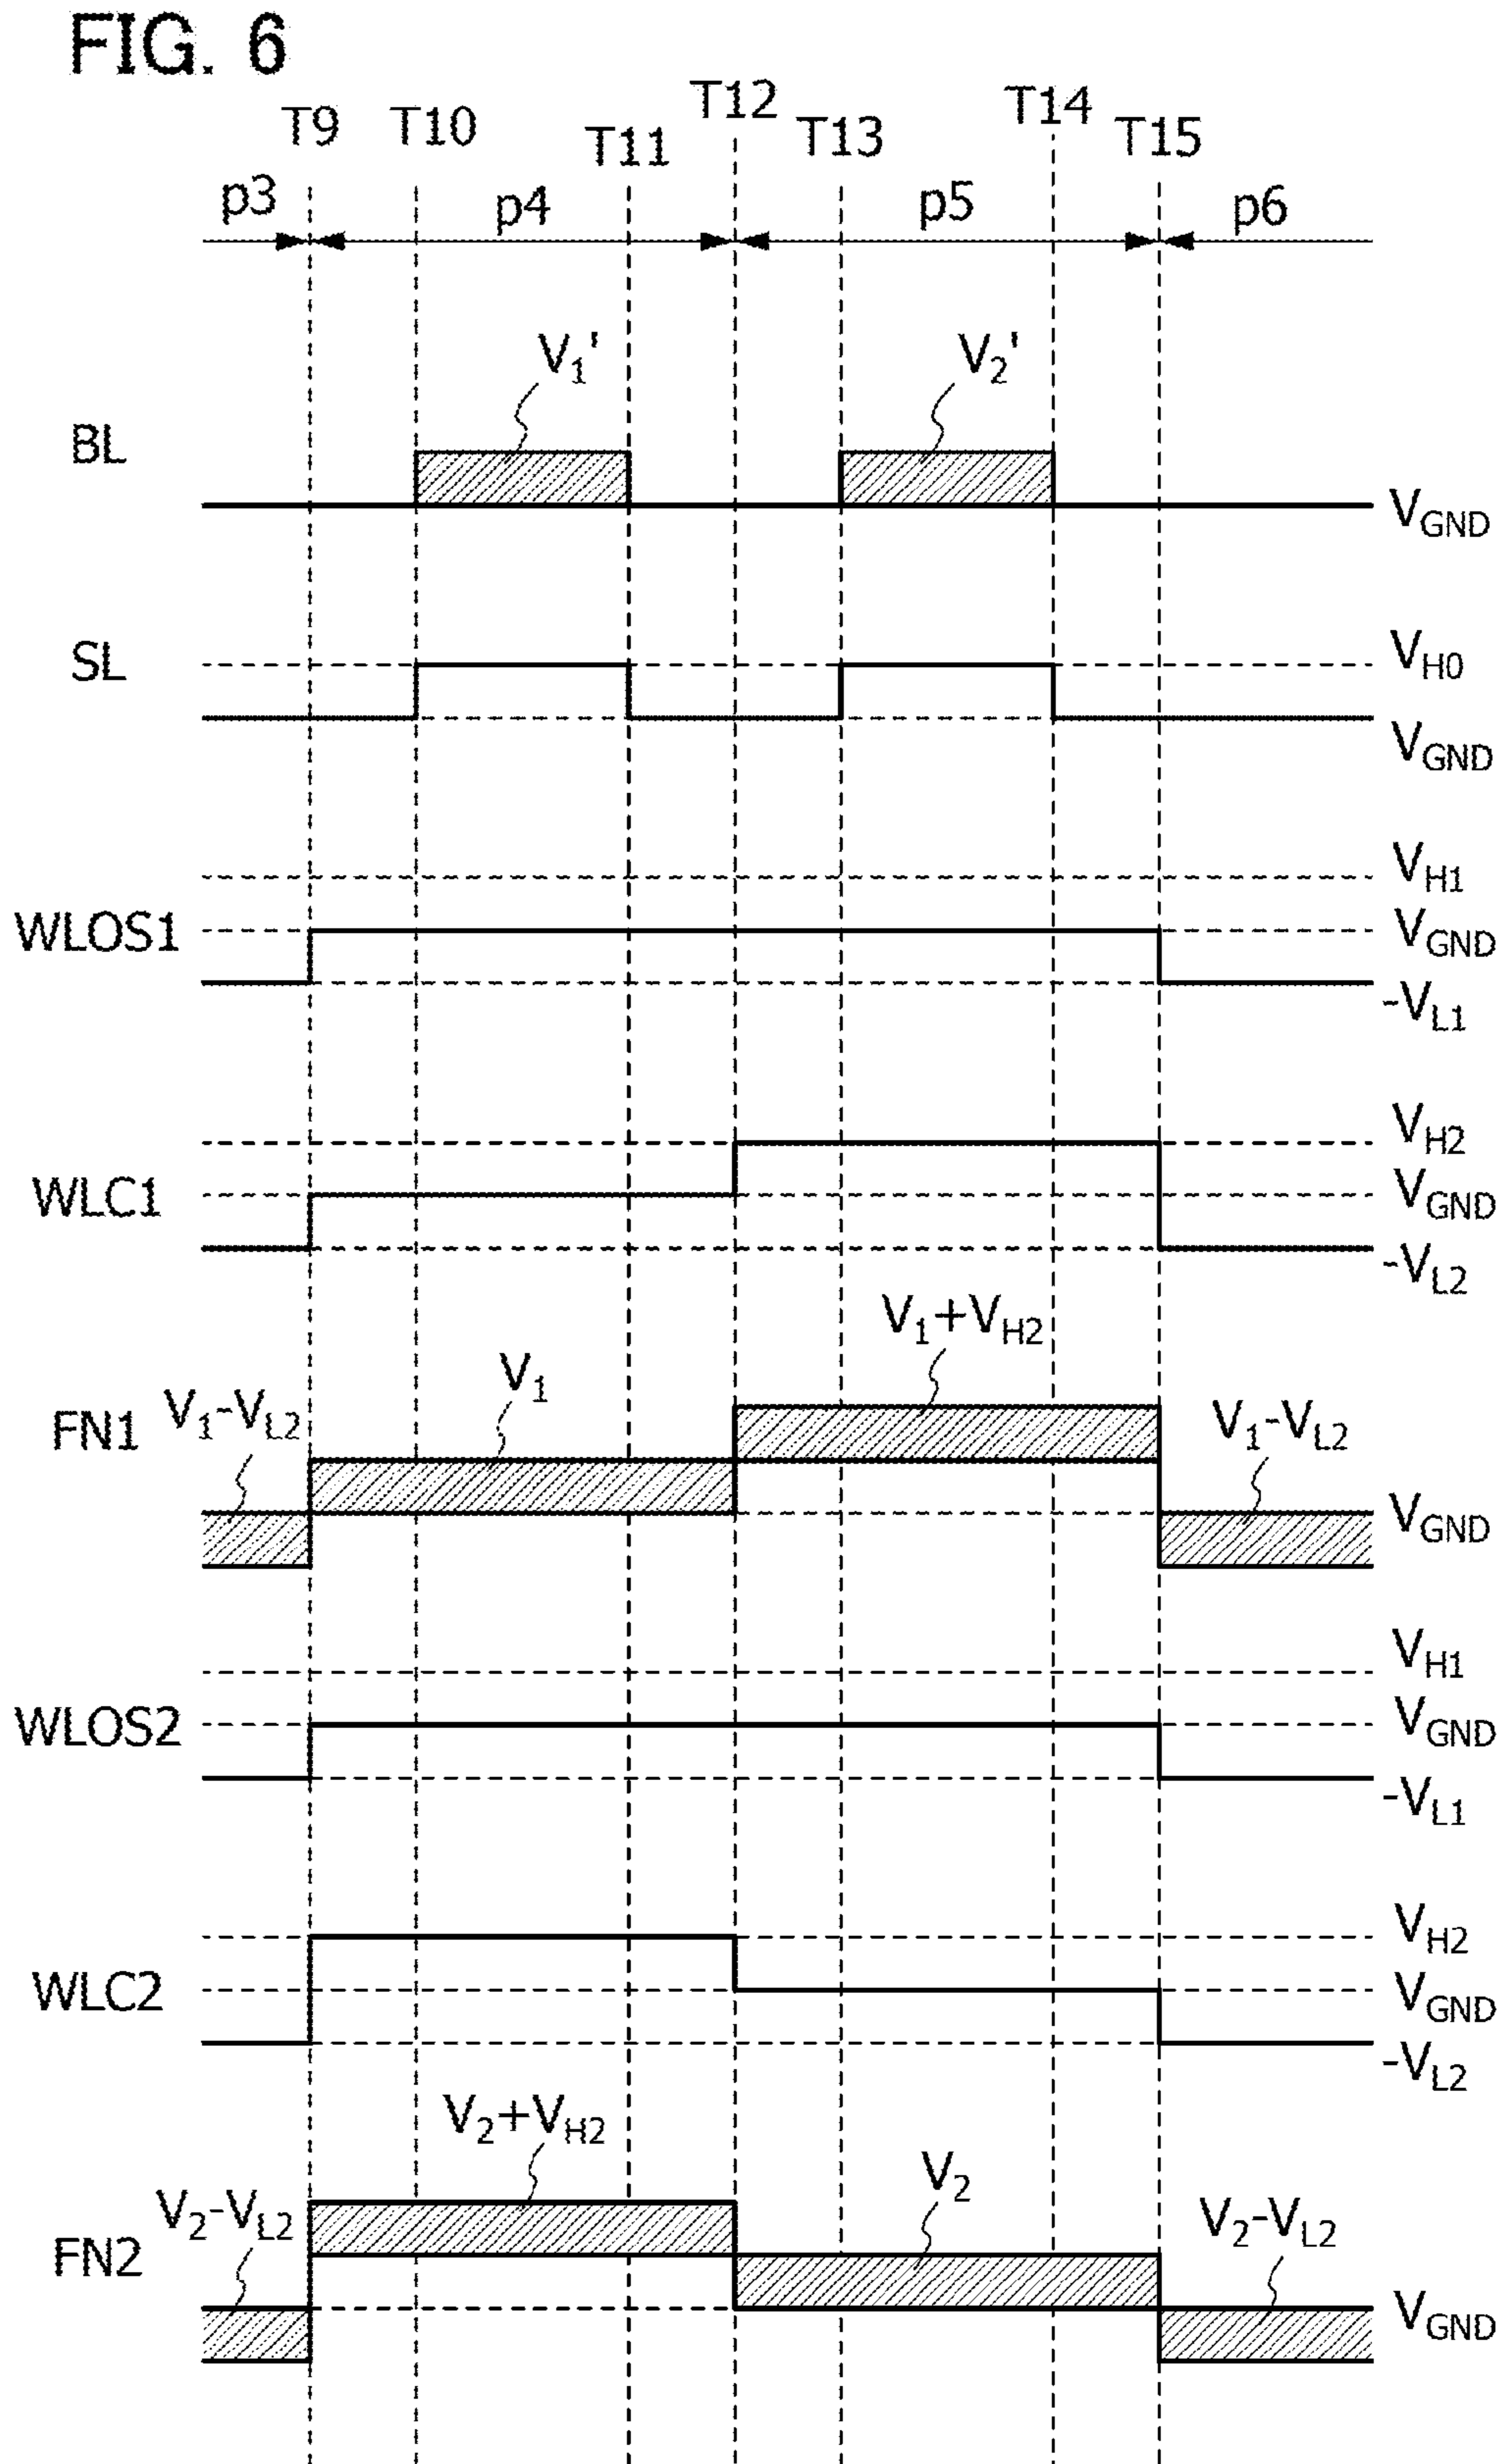 FIG. 6
T9 T10 T11 T12 T13 T14 T15
p3 p4 p5 p6
V1' V2'
BL
VGND
SL
VH0
VGND
VH1
WLOS1
VGND
-VL1
VH2
WLC1
VGND
-VL2
V1+VH2
V1
V1-VL2
V1-VL2
FN1
VGND
VH1
WLOS2
VGND
-VL1
VH2
WLC2
VGND
-VL2
V2+VH2
V2
V2-VL2
V2-VL2
FN2
VGND